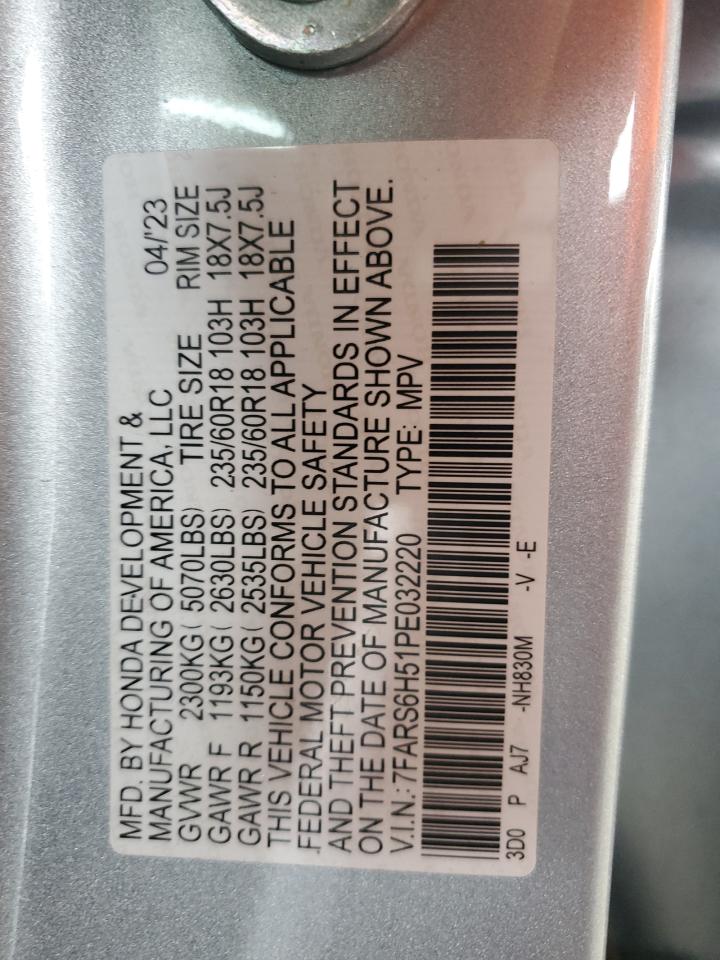 MFD. BY HONDA DEVELOPMENT &
MANUFACTURING OF AMERICA, LLC 04/'23
GVWR 2300KG( 5070LBS) TIRE SIZE RIM SIZE
GAWR F 1193KG( 2630LBS) 235/60R18 103H 18X7.5J
GAWR R 1150KG( 2535LBS) 235/60R18 103H 18X7.5J
THIS VEHICLE CONFORMS TO ALL APPLICABLE
FEDERAL MOTOR VEHICLE SAFETY
AND THEFT PREVENTION STANDARDS IN EFFECT
ON THE DATE OF MANUFACTURE SHOWN ABOVE.
V.I.N.:7FARS6H51PE032220 TYPE: MPV
3D0 P AJ7 -NH830M -V -E